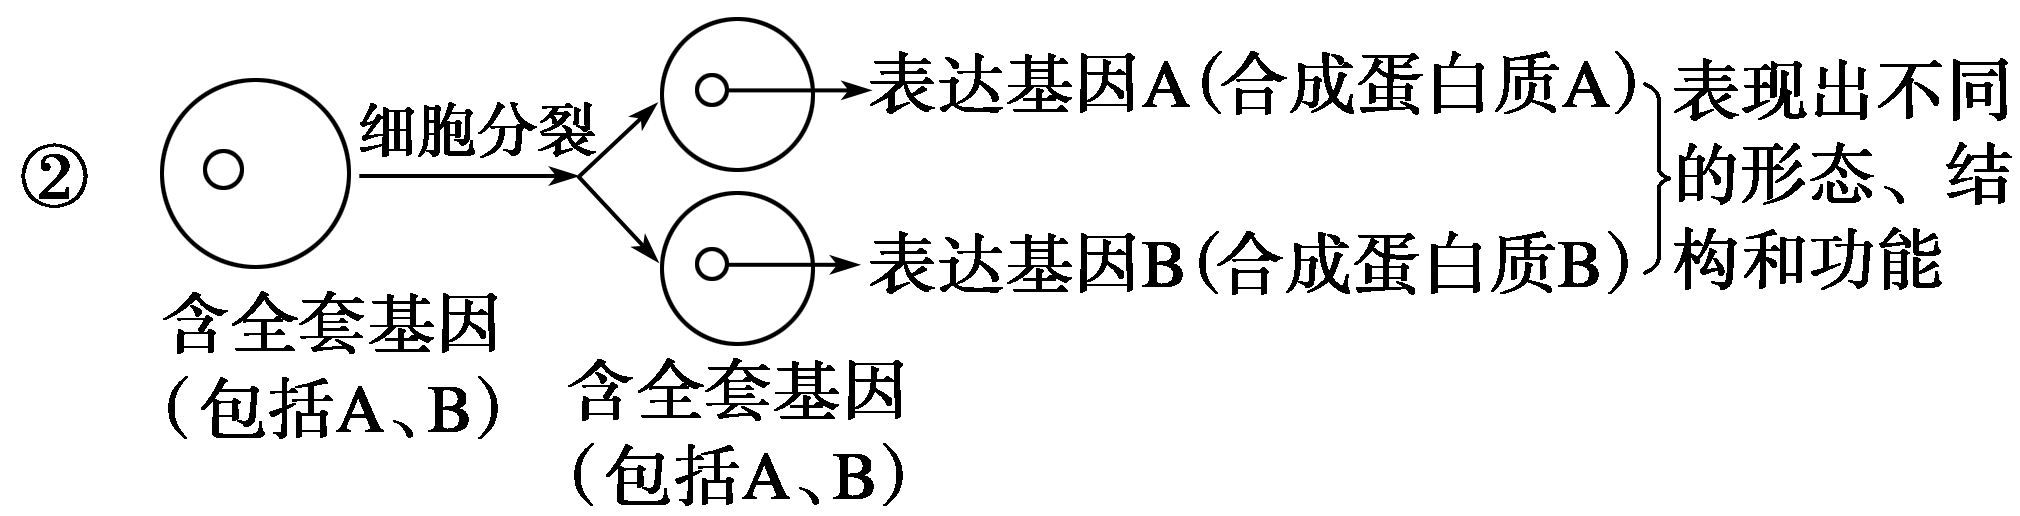 ②
细胞分裂
含全套基因
（包括A、B）
含全套基因
（包括A、B）
表达基因A(合成蛋白质A)
表达基因B(合成蛋白质B)
表现出不同
的形态、结
构和功能